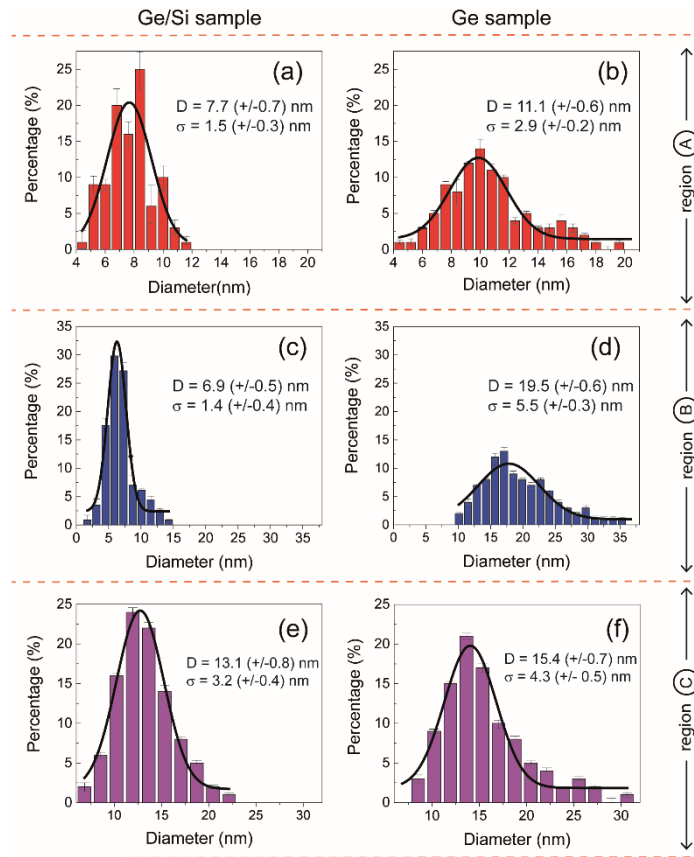 Ge/Si sample
Ge sample
(a)
D = 7.7 (+/-0.7) nm
σ = 1.5 (+/-0.3) nm
Percentage (%)
25
20
15
10
5
0
4 6 8 10 12 14 16 18 20
Diameter(nm)
(b)
D = 11.1 (+/-0.6) nm
σ = 2.9 (+/-0.2) nm
Percentage (%)
25
20
15
10
5
0
4 6 8 10 12 14 16 18 20
Diameter (nm)
region A
(c)
D = 6.9 (+/-0.5) nm
σ = 1.4 (+/-0.4) nm
Percentage (%)
35
30
25
20
15
10
5
0
0 5 10 15 20 25 30 35
Diameter (nm)
(d)
D = 19.5 (+/-0.6) nm
σ = 5.5 (+/-0.3) nm
Percentage (%)
35
30
25
20
15
10
5
0
0 5 10 15 20 25 30 35
Diameter (nm)
region B
(e)
D = 13.1 (+/-0.8) nm
σ = 3.2 (+/-0.4) nm
Percentage (%)
25
20
15
10
5
0
10 15 20 25 30
Diameter (nm)
(f)
D = 15.4 (+/-0.7) nm
σ = 4.3 (+/- 0.5) nm
Percentage (%)
25
20
15
10
5
0
10 15 20 25 30
Diameter (nm)
region C